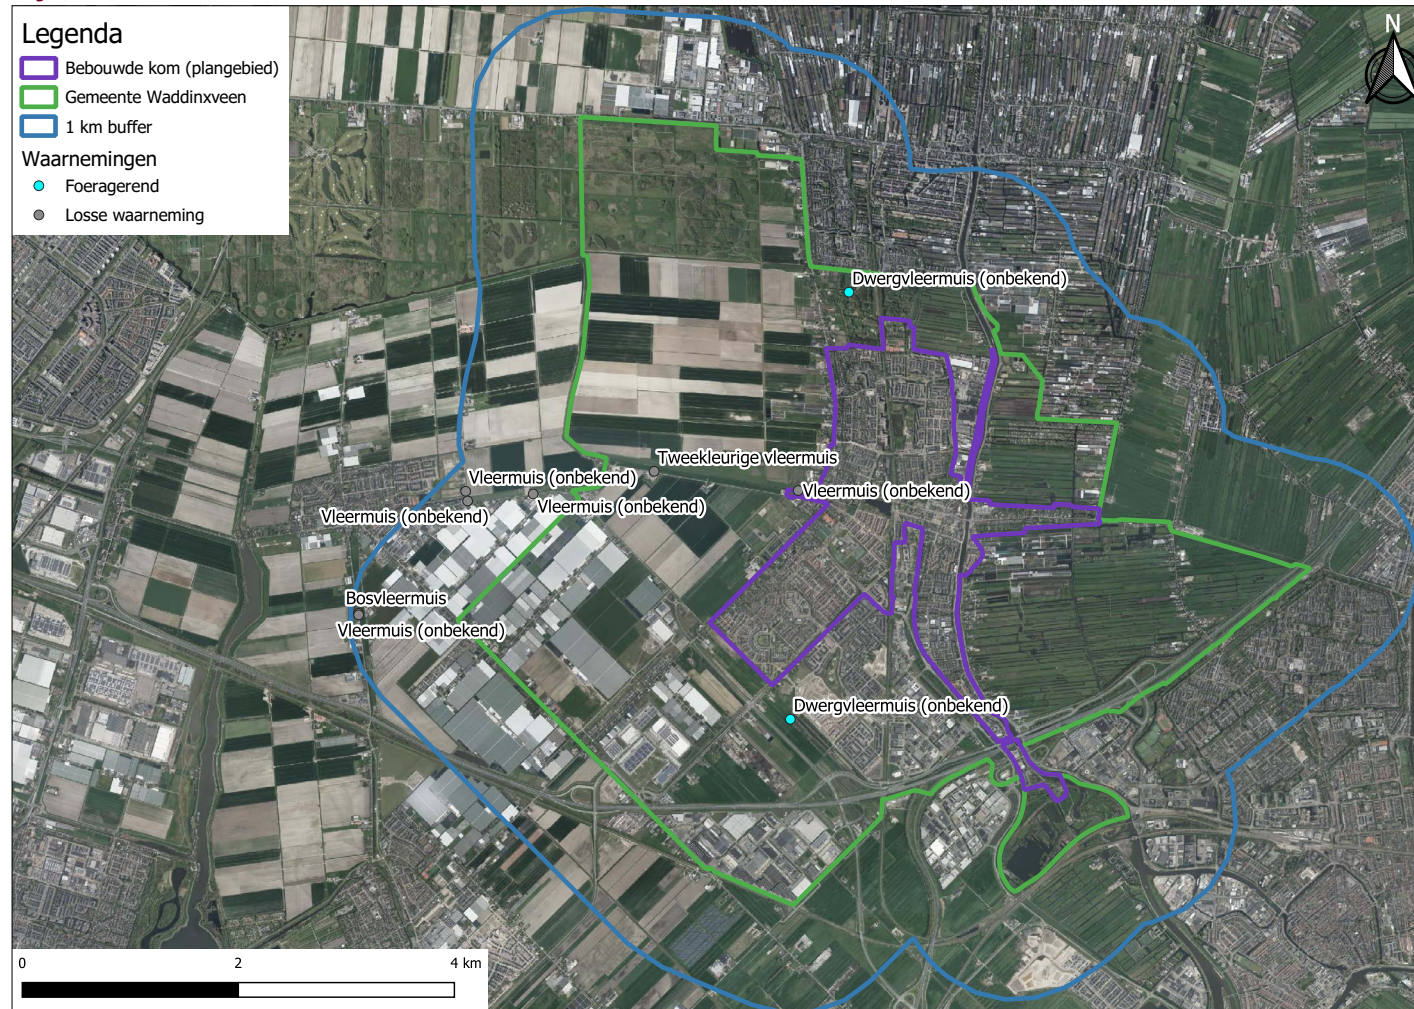 Legenda
Bebouwde kom (plangebied)
Gemeente Waddinxveen
1 km buffer
Waarnemingen
Foeragerend
Losse waarneming
N
Dwergvleermuis (onbekend)
Tweekleurige vleermuis
Vleermuis (onbekend)
Vleermuis (onbekend)
Vleermuis (onbekend)
Vleermuis (onbekend)
Bosvleermuis
Vleermuis (onbekend)
Dwergvleermuis (onbekend)
0 2 4 km